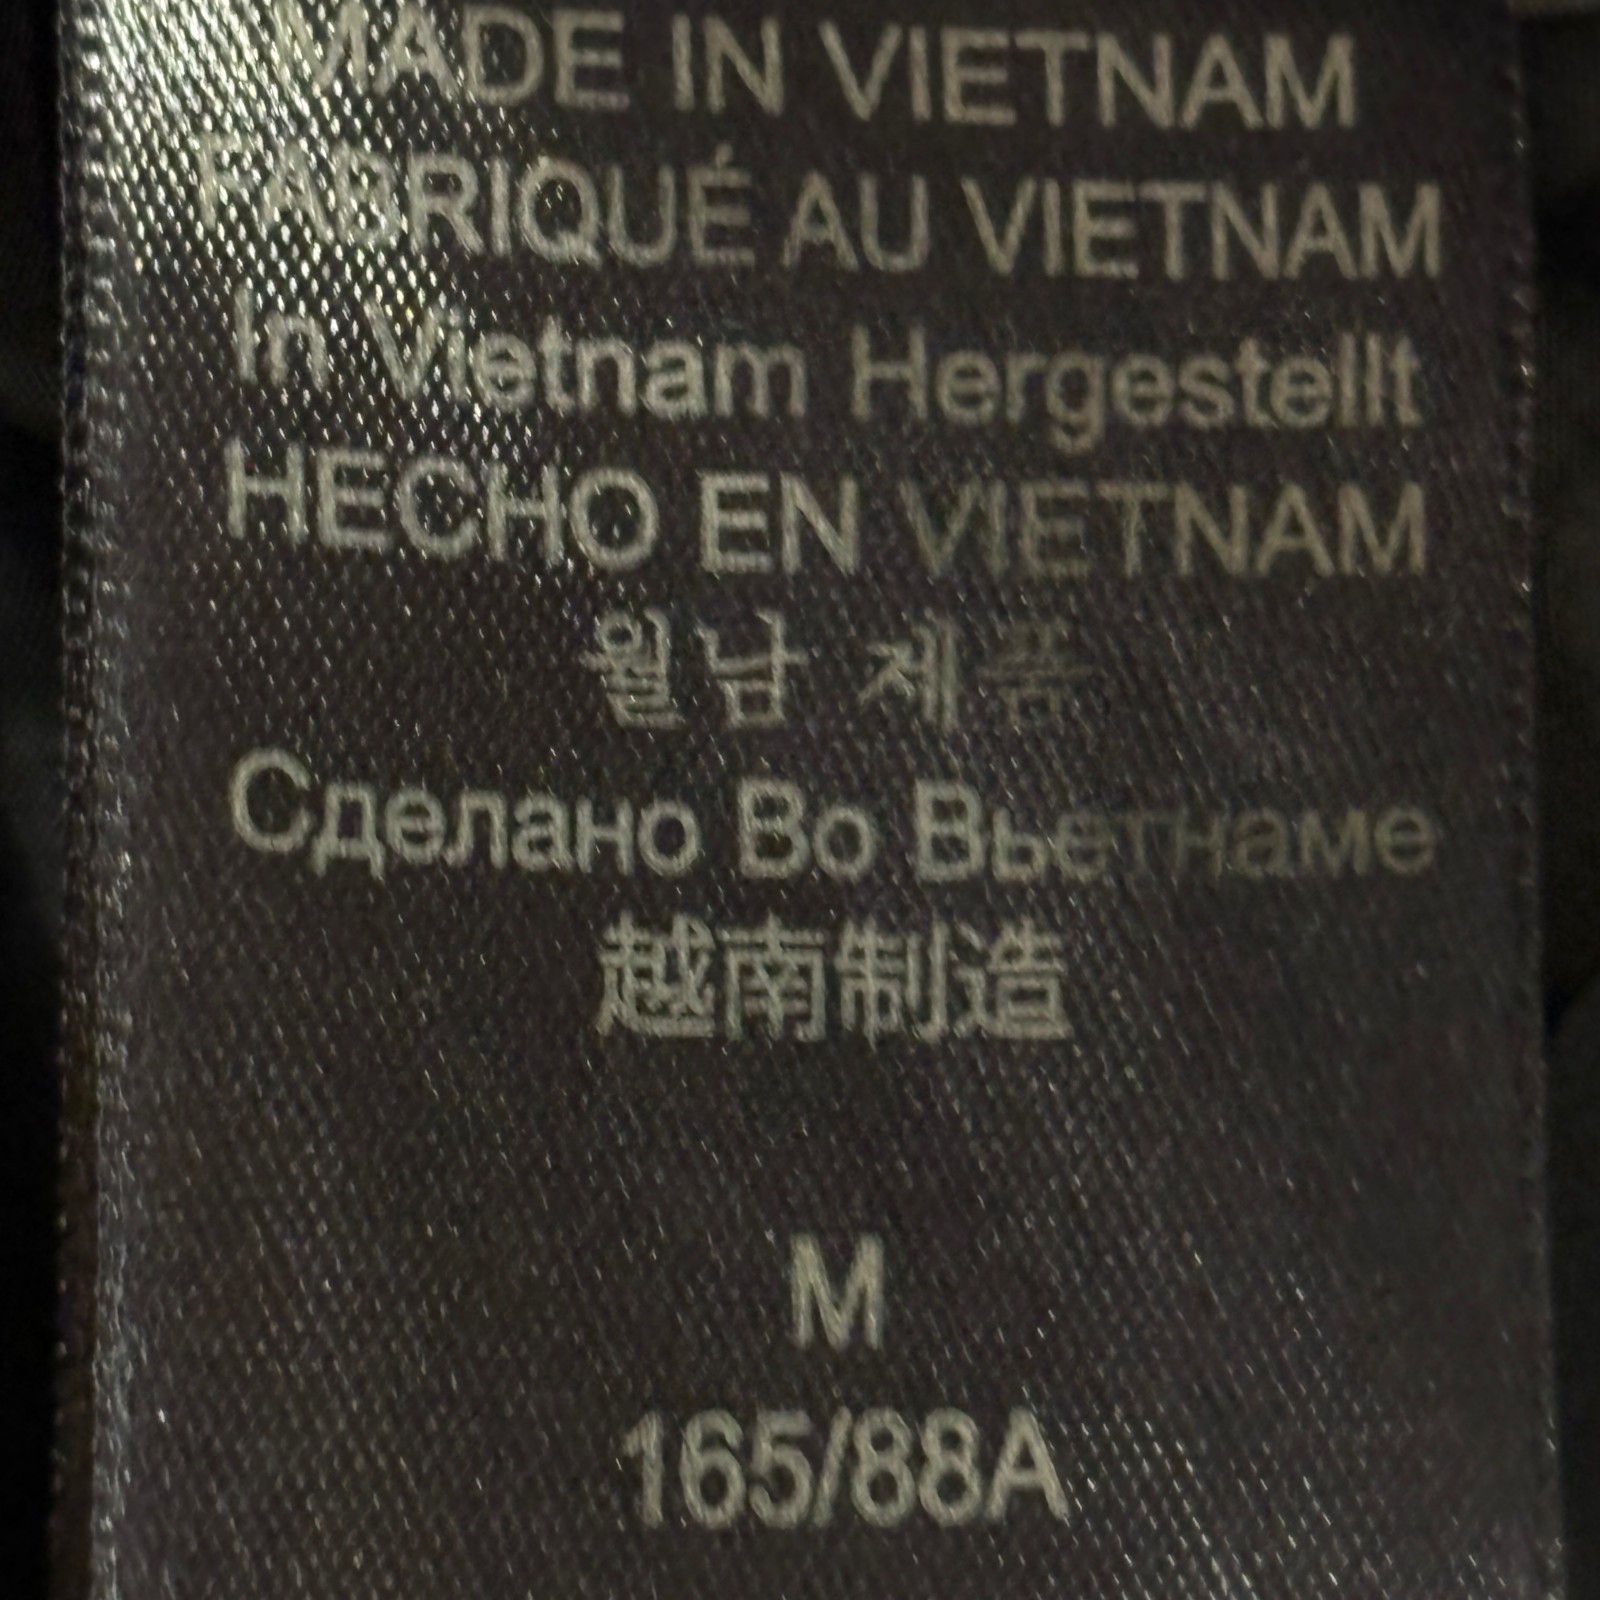 MADE IN VIETNAM
FABRIQUÉ AU VIETNAM
In Vietnam Hergestellt
HECHO EN VIETNAM
월남 제품
Сделано Во Вьетнаме
越南制造
M
165/88A